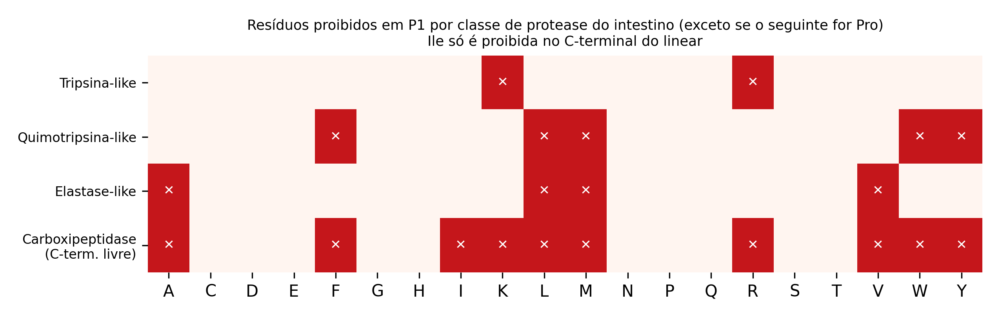 Resíduos proibidos em P1 por classe de protease do intestino (exceto se o seguinte for Pro)
Ile só é proibida no C-terminal do linear
Tripsina-like
× ×
Quimotripsina-like
× × × × ×
Elastase-like
× × × ×
Carboxipeptidase
(C-term. livre)
× × × × × × × × × ×
A C D E F G H I K L M N P Q R S T V W Y